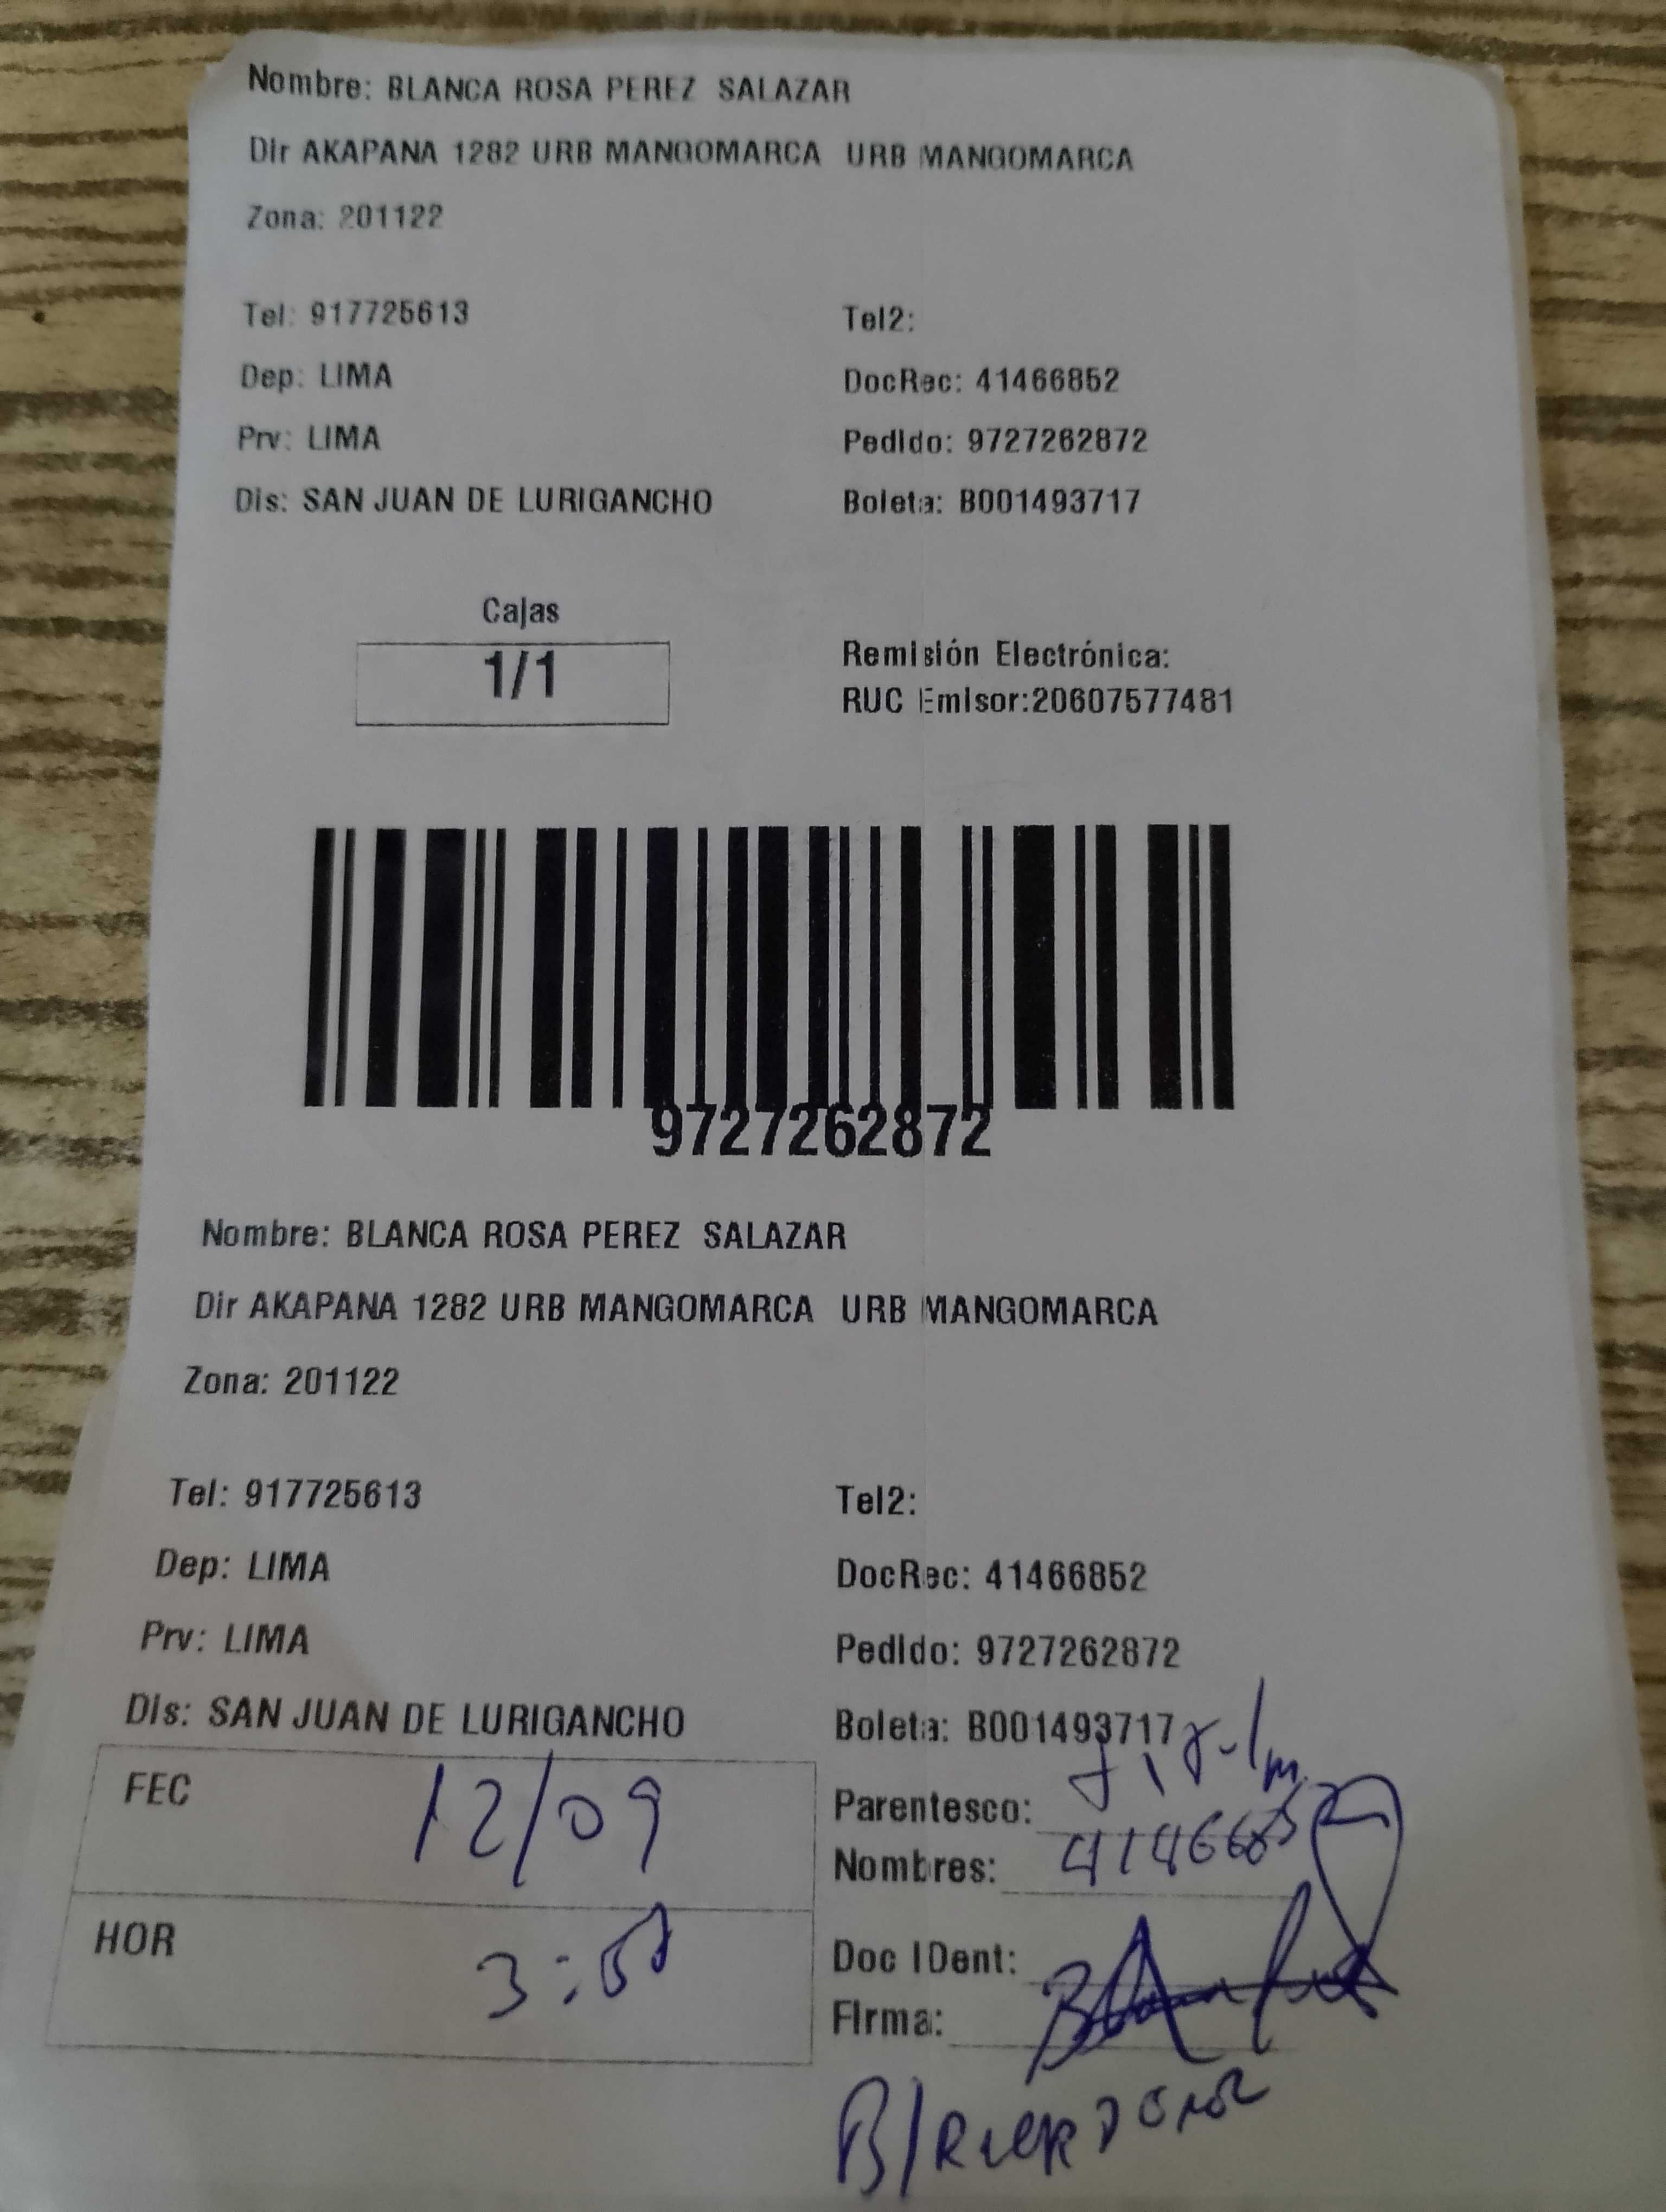 Nombre: BLANCA ROSA PEREZ SALAZAR
Dir AKAPANA 1282 URB MANGOMARCA URB MANGOMARCA
Zona: 201122
Tel: 917725613 Tel2:
Dep: LIMA DocRec: 41466852
Prv: LIMA Pedido: 9727262872
Dis: SAN JUAN DE LURIGANCHO Boleta: B001493717
Cajas
1/1
Remisión Electrónica:
RUC Emisor:20607577481
9727262872
Nombre: BLANCA ROSA PEREZ SALAZAR
Dir AKAPANA 1282 URB MANGOMARCA URB MANGOMARCA
Zona: 201122
Tel: 917725613 Tel2:
Dep: LIMA DocRec: 41466852
Prv: LIMA Pedido: 9727262872
Dis: SAN JUAN DE LURIGANCHO Boleta: B001493717
FEC 12/09
Parentesco:
Nombres:
HOR
Doc IDent:
Firma: